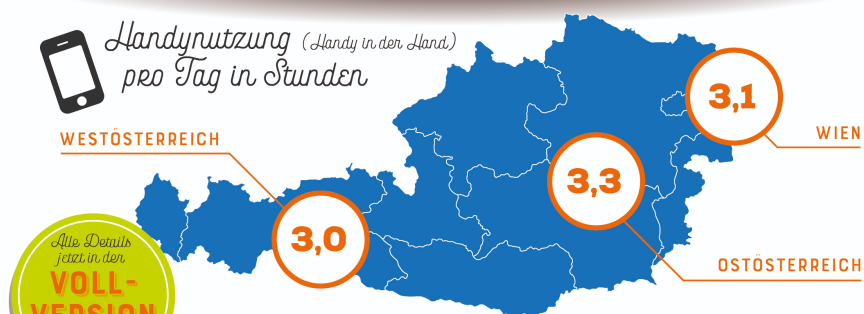 Handynutzung (Handy in der Hand)
pro Tag in Stunden
3,1
WIEN
WESTÖSTERREICH
3,3
3,0
OSTÖSTERREICH
Alle Details
jetzt in der
VOLL-
VERSION